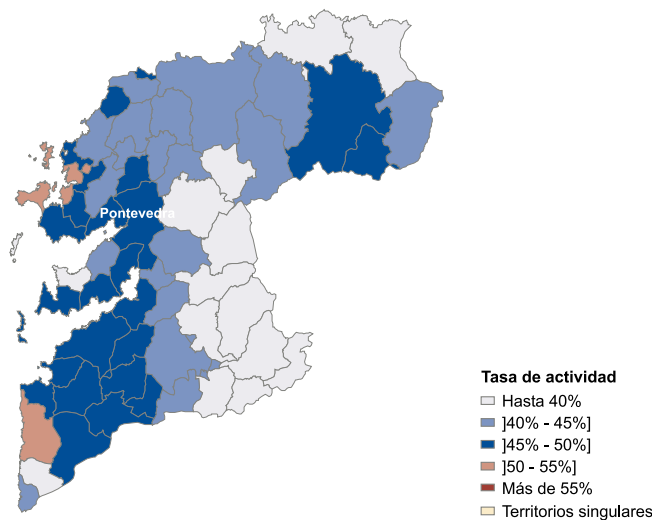 Pontevedra
Tasa de actividad
Hasta 40%
]40% - 45%]
]45% - 50%]
]50 - 55%]
Más de 55%
Territorios singulares